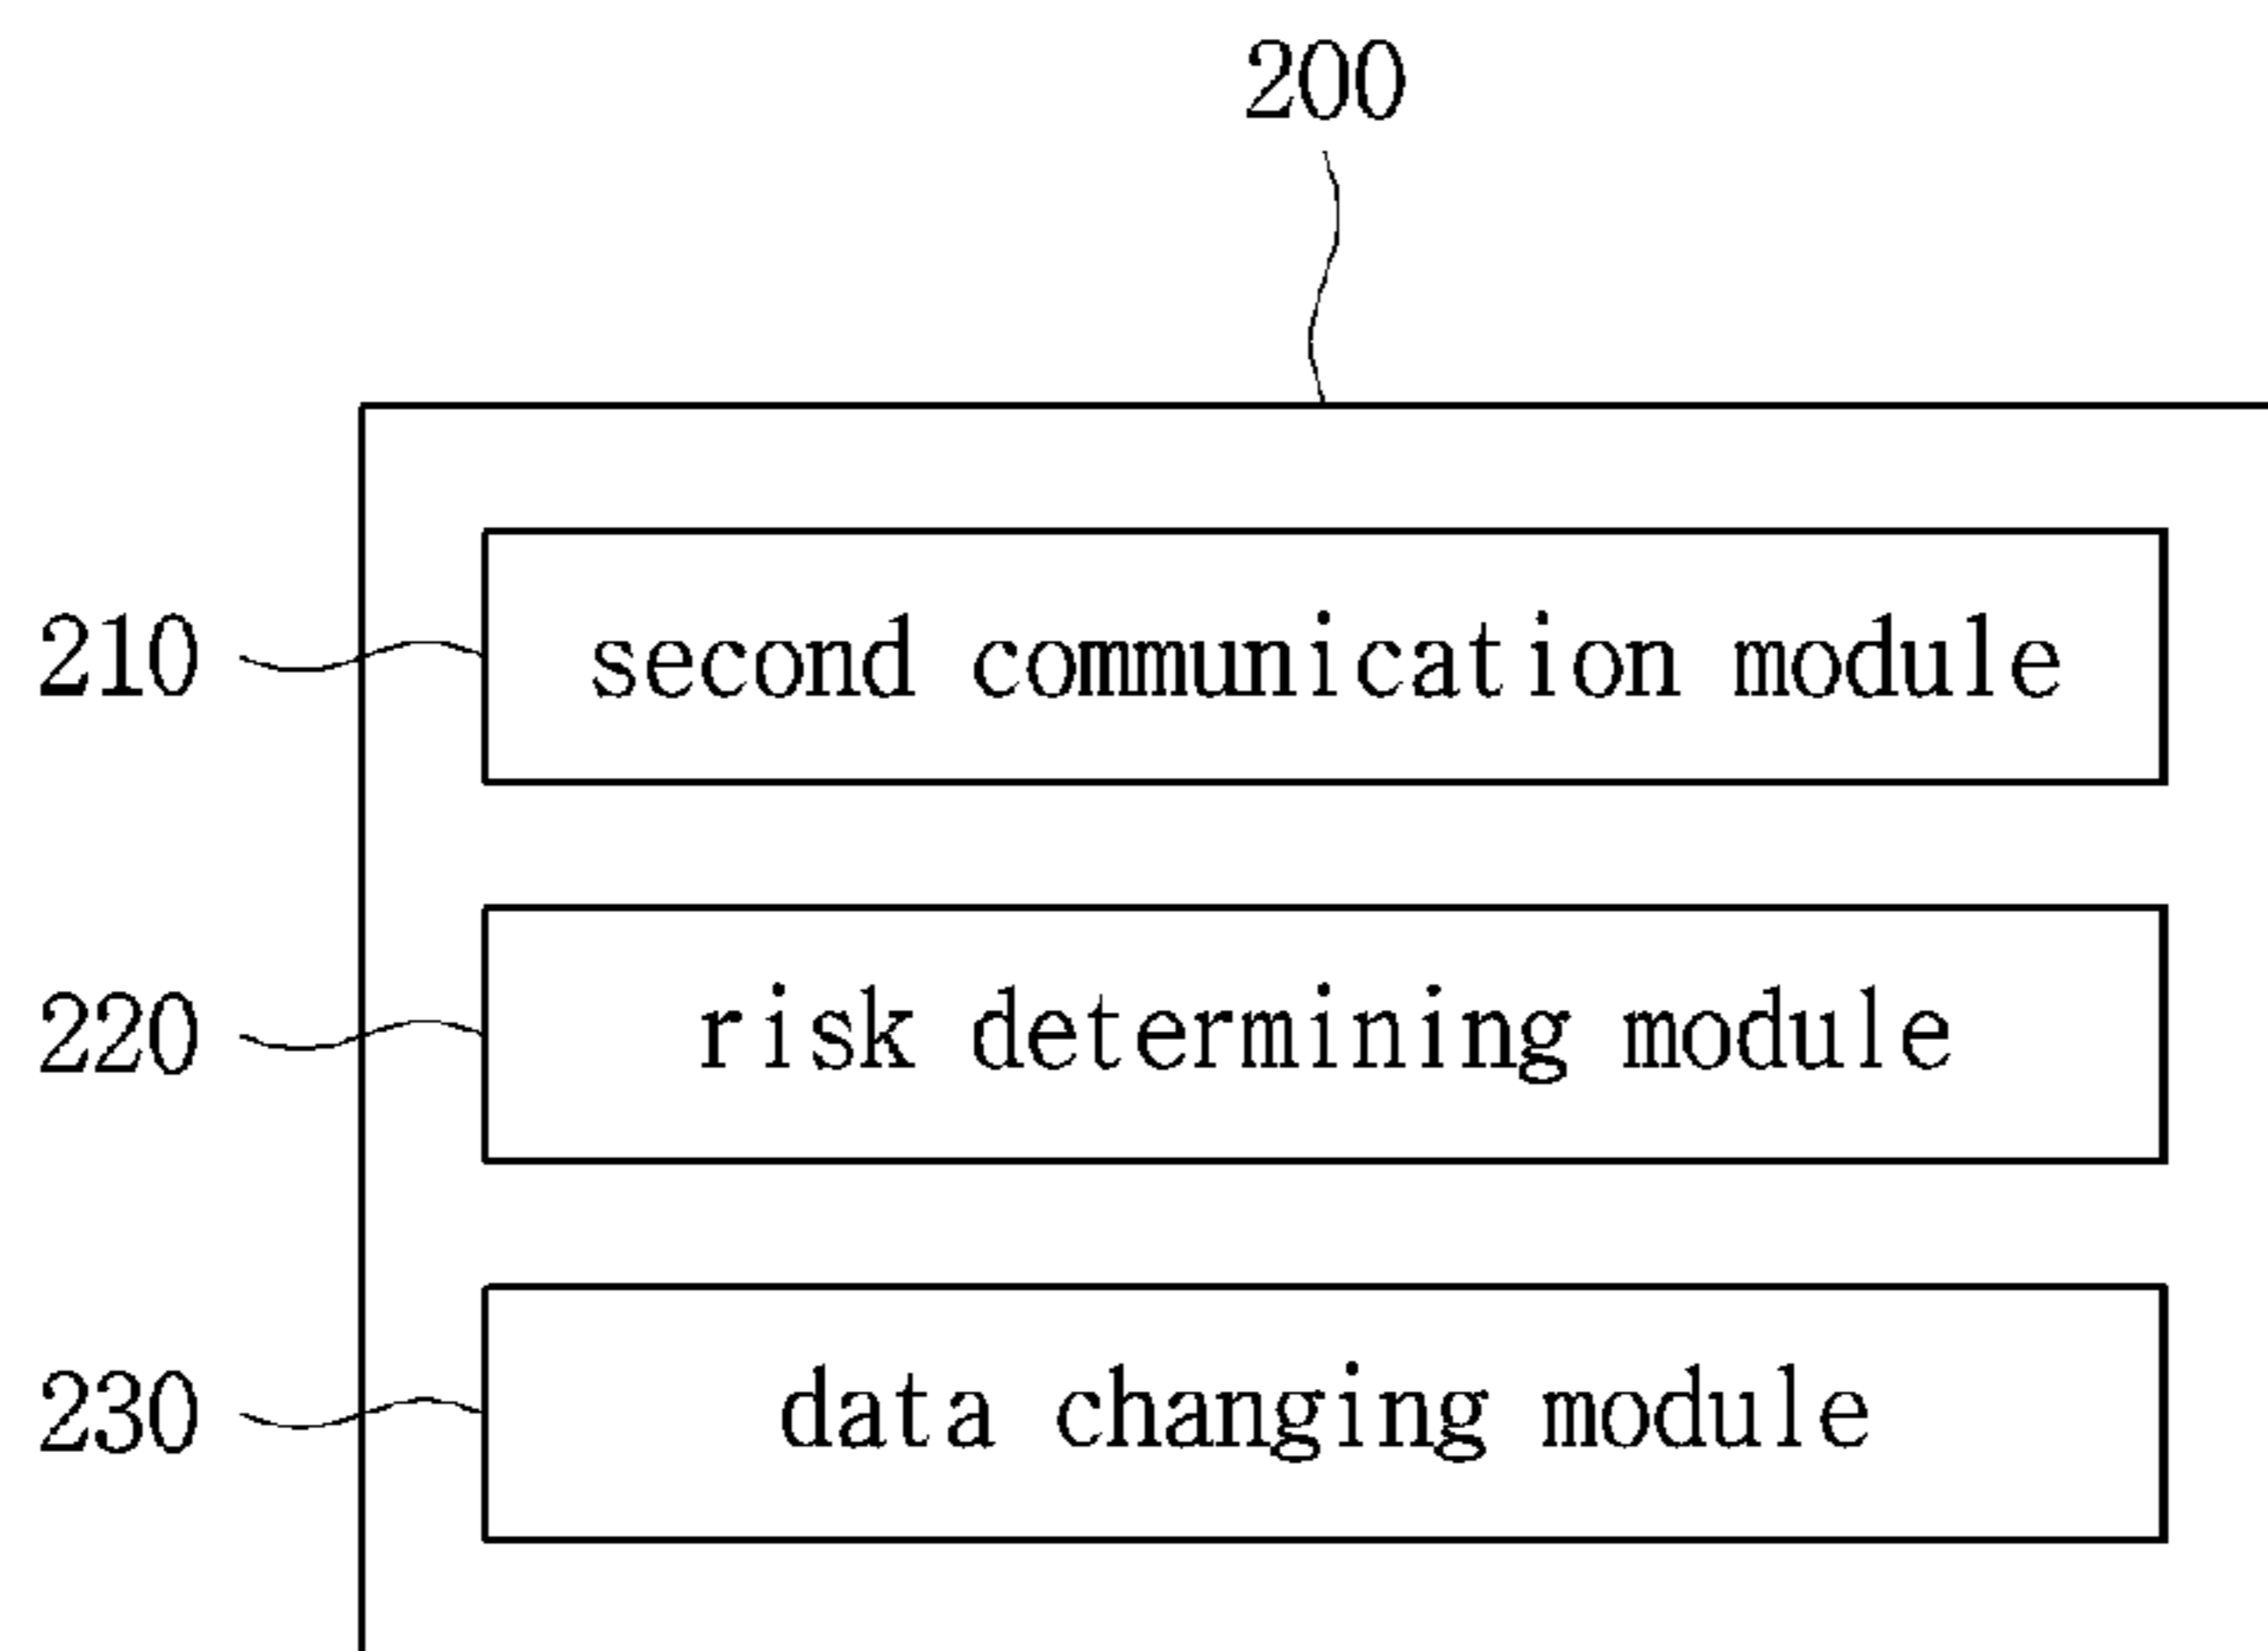 200
210 second communication module
220 risk determining module
230 data changing module